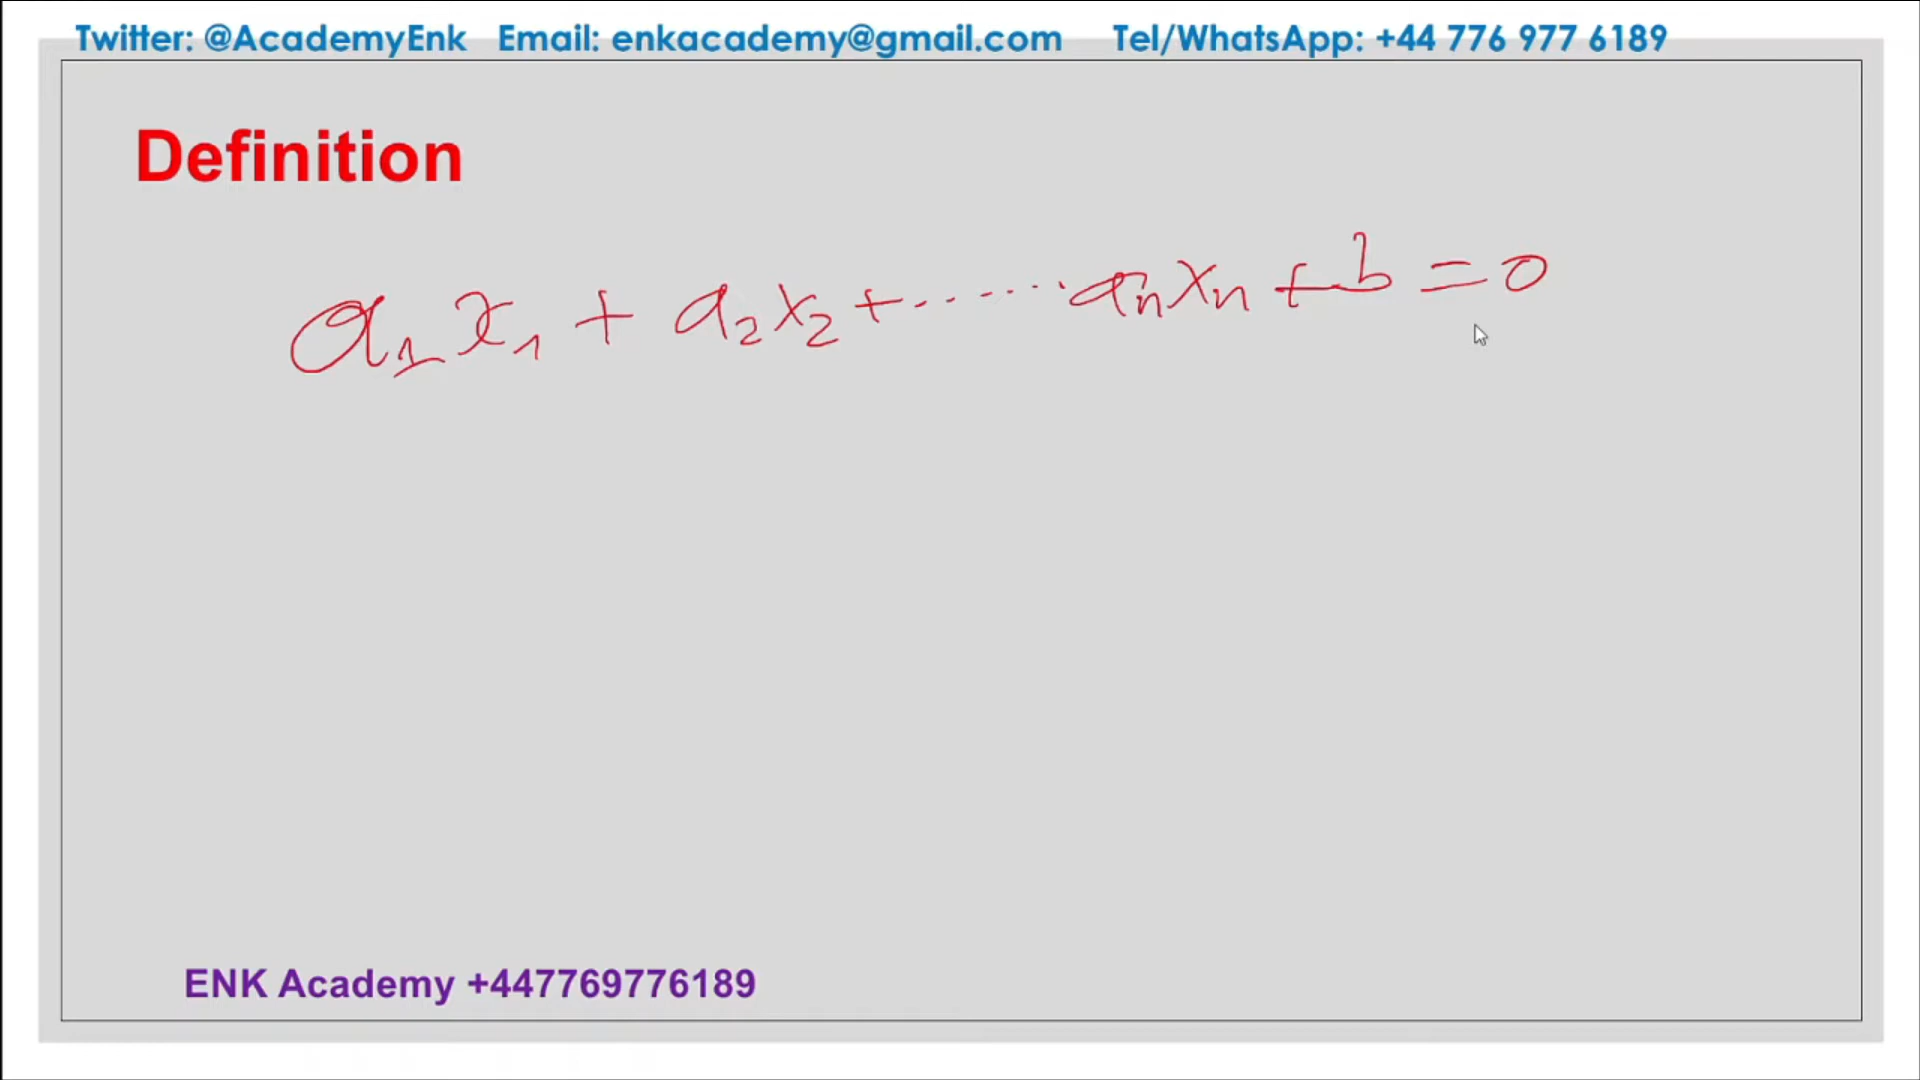 Twitter: @AcademyEnk Email: enkacademy@gmail.com Tel/WhatsApp: +44 776 977 6189
Definition
a₁x₁ + a₂x₂ + ...... aₙxₙ + b = 0
ENK Academy +447769776189